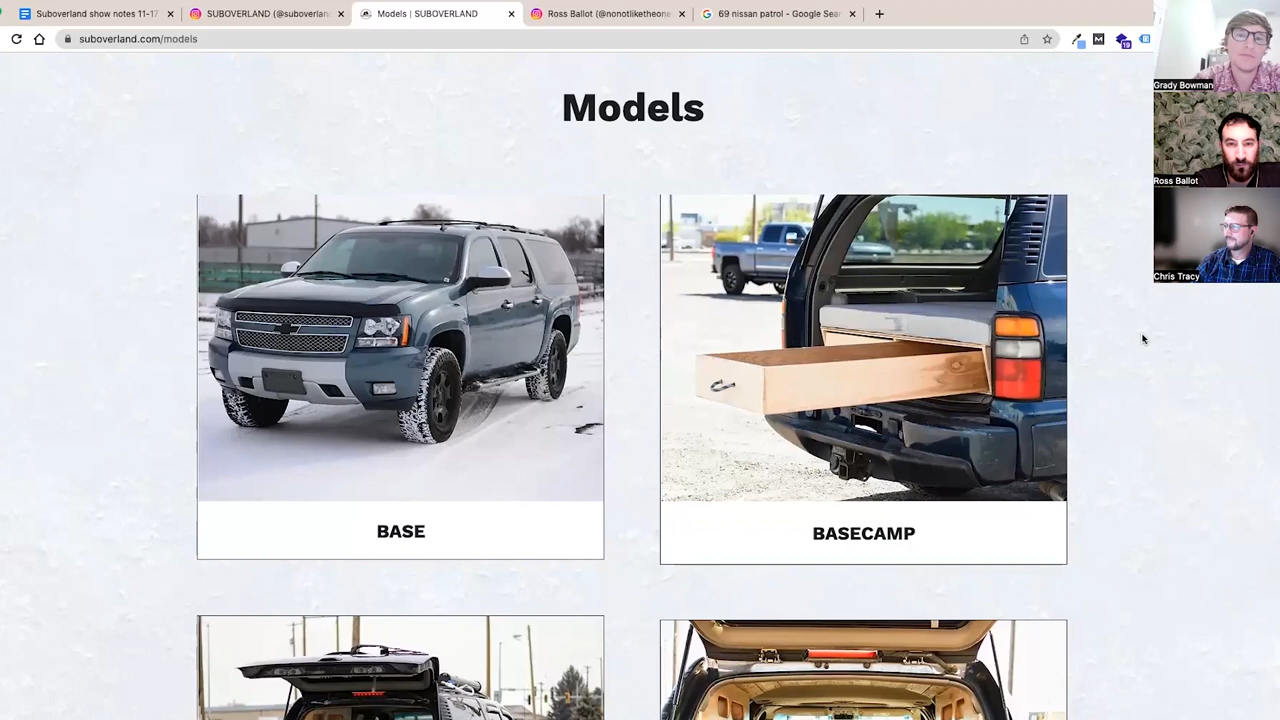 Suboverland show notes 11-17
SUBOVERLAND (@suboverlan
Models | SUBOVERLAND
Ross Ballot (@nonotliketheone
69 nissan patrol - Google Sea
suboverland.com/models
19
Grady Bowman
Ross Ballot
Chris Tracy
Models
BASE
BASECAMP